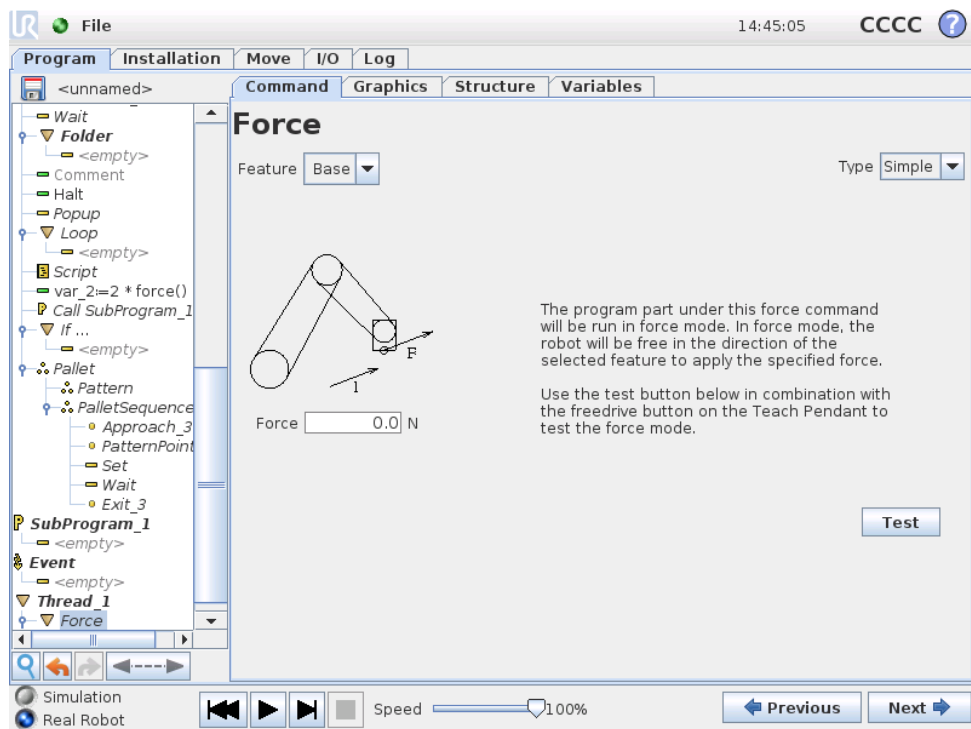 UR File 14:45:05 CCCC ?
Program Installation Move I/O Log
<unnamed>
Command Graphics Structure Variables
Wait
Folder
<empty>
Comment
Halt
Popup
Loop
<empty>
Script
var_2:=2 * force()
Call SubProgram_1
If ...
<empty>
Pallet
Pattern
PalletSequence
Approach_3
PatternPoint
Set
Wait
Exit_3
P SubProgram_1
<empty>
Event
<empty>
Thread_1
Force
Force
Feature Base
Type Simple
F
1
Force 0.0 N
The program part under this force command
will be run in force mode. In force mode, the
robot will be free in the direction of the
selected feature to apply the specified force.
Use the test button below in combination with
the freedrive button on the Teach Pendant to
test the force mode.
Test
Simulation
Real Robot
Speed 100%
Previous Next